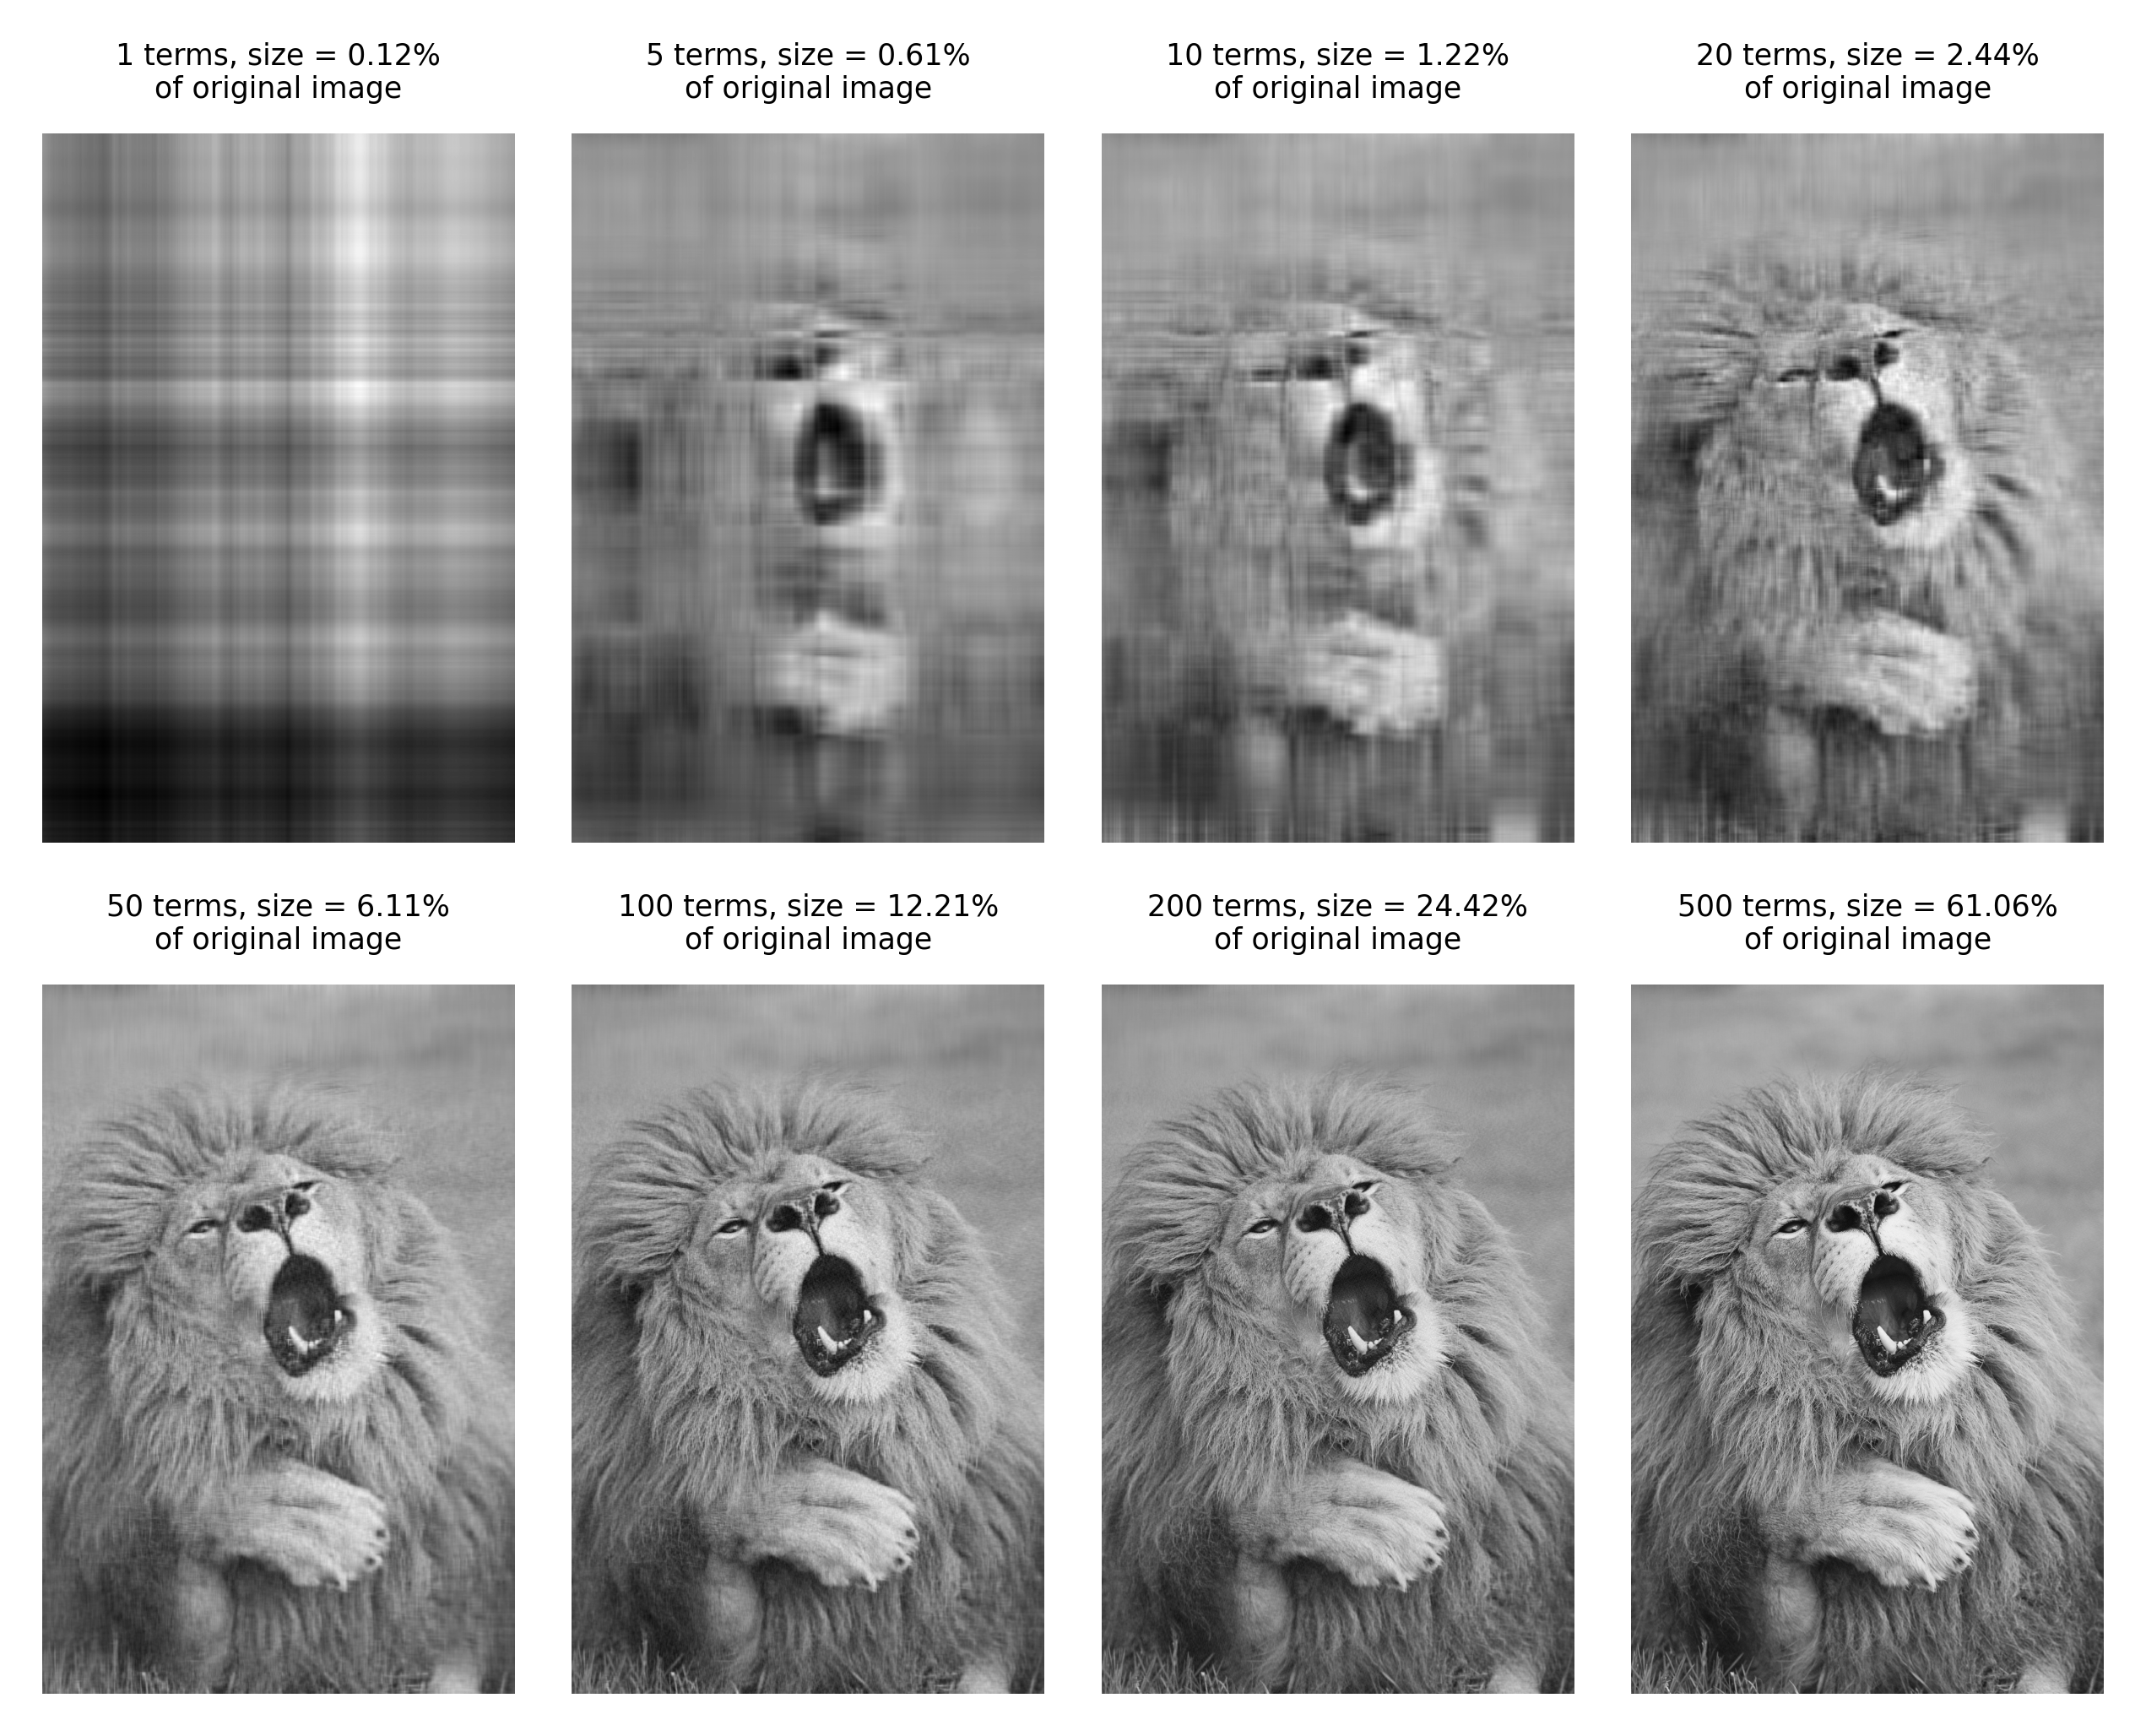 1 terms, size = 0.12%
of original image
5 terms, size = 0.61%
of original image
10 terms, size = 1.22%
of original image
20 terms, size = 2.44%
of original image
50 terms, size = 6.11%
of original image
100 terms, size = 12.21%
of original image
200 terms, size = 24.42%
of original image
500 terms, size = 61.06%
of original image